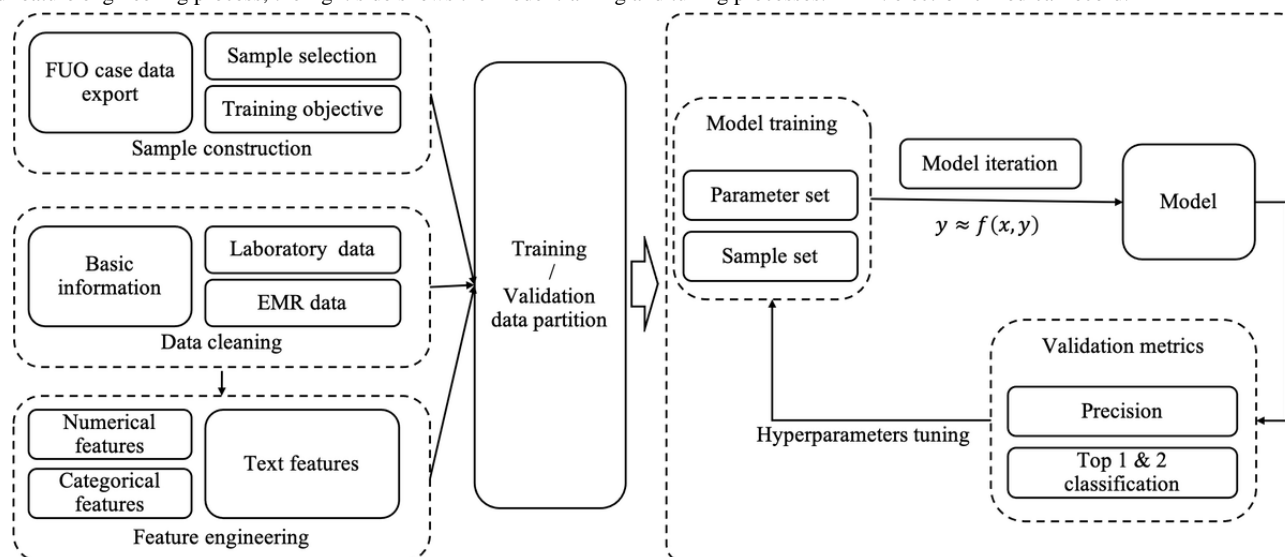 FUO case data
export
Sample selection
Training objective
Sample construction
Basic
information
Laboratory data
EMR data
Data cleaning
Numerical
features
Categorical
features
Text features
Feature engineering
Training
/
Validation
data partition
Model training
Parameter set
Sample set
Model iteration
y ≈ f(x, y)
Model
Validation metrics
Precision
Top 1 & 2
classification
Hyperparameters tuning